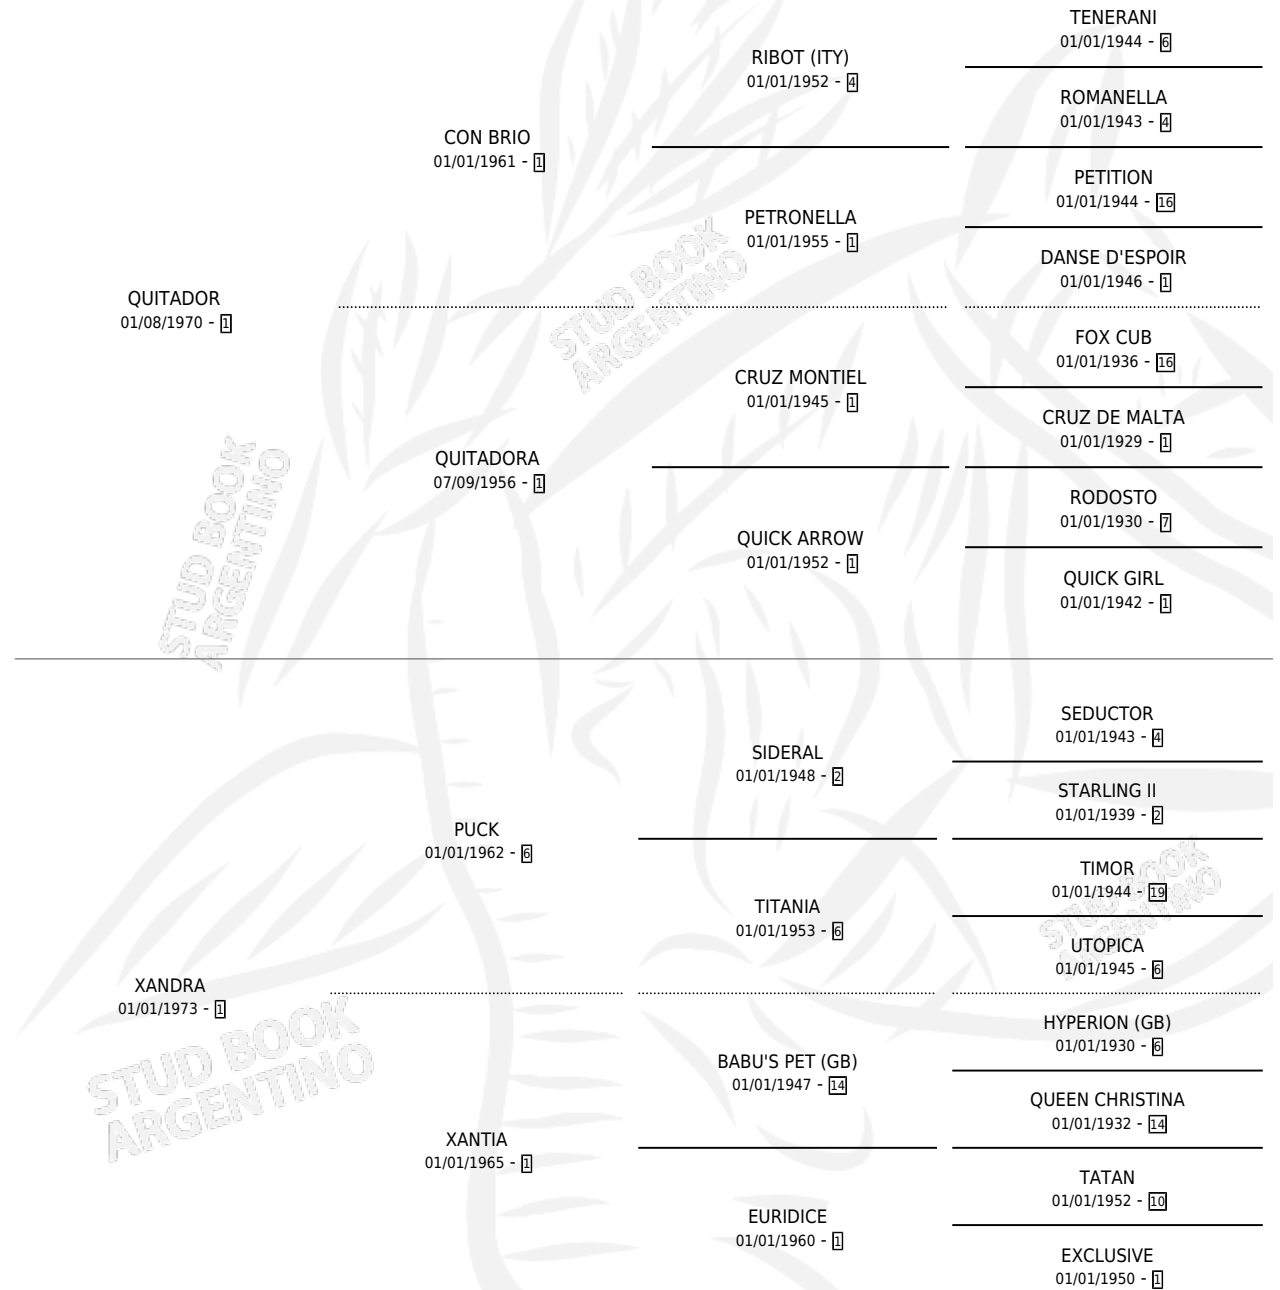 TENERANI
01/01/1944 - 6
RIBOT (ITY)
01/01/1952 - 4
ROMANELLA
01/01/1943 - 4
CON BRIO
01/01/1961 - 1
PETITION
01/01/1944 - 16
PETRONELLA
01/01/1955 - 1
DANSE D'ESPOIR
01/01/1946 - 1
QUITADOR
01/08/1970 - 1
STUD BOOK
ARGENTINO
FOX CUB
01/01/1936 - 16
CRUZ MONTIEL
01/01/1945 - 1
CRUZ DE MALTA
01/01/1929 - 1
QUITADORA
07/09/1956 - 1
RODOSTO
01/01/1930 - 7
QUICK ARROW
01/01/1952 - 1
QUICK GIRL
01/01/1942 - 1
STUD BOOK
ARGENTINO
SEDUCTOR
01/01/1943 - 4
SIDERAL
01/01/1948 - 2
STARLING II
01/01/1939 - 2
PUCK
01/01/1962 - 6
TIMOR
01/01/1944 - 19
STUD BOOK
ARGENTINO
TITANIA
01/01/1953 - 6
UTOPICA
01/01/1945 - 6
XANDRA
01/01/1973 - 1
STUD BOOK
ARGENTINO
HYPERION (GB)
01/01/1930 - 6
BABU'S PET (GB)
01/01/1947 - 14
QUEEN CHRISTINA
01/01/1932 - 14
XANTIA
01/01/1965 - 1
TATAN
01/01/1952 - 10
EURIDICE
01/01/1960 - 1
EXCLUSIVE
01/01/1950 - 1